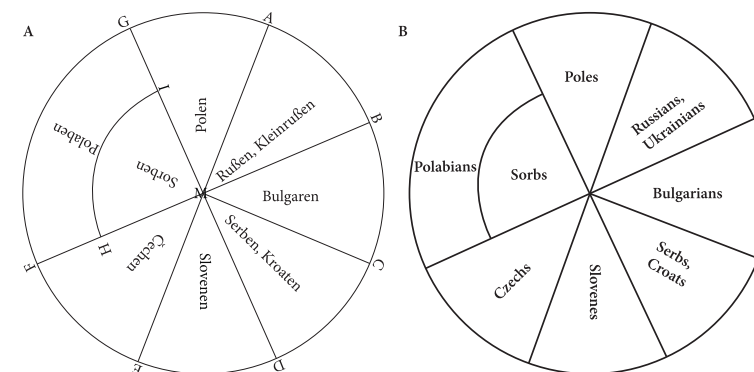 A
G
A
I
B
Polen
Rußen, Kleinrußen
Polaben
Sorben
M
Bulgaren
H
F
Čechen
Slovenen
Serben, Kroaten
C
E
D
B
Poles
Russians,
Ukrainians
Polabians
Sorbs
Bulgarians
Serbs,
Croats
Slovenes
Czechs